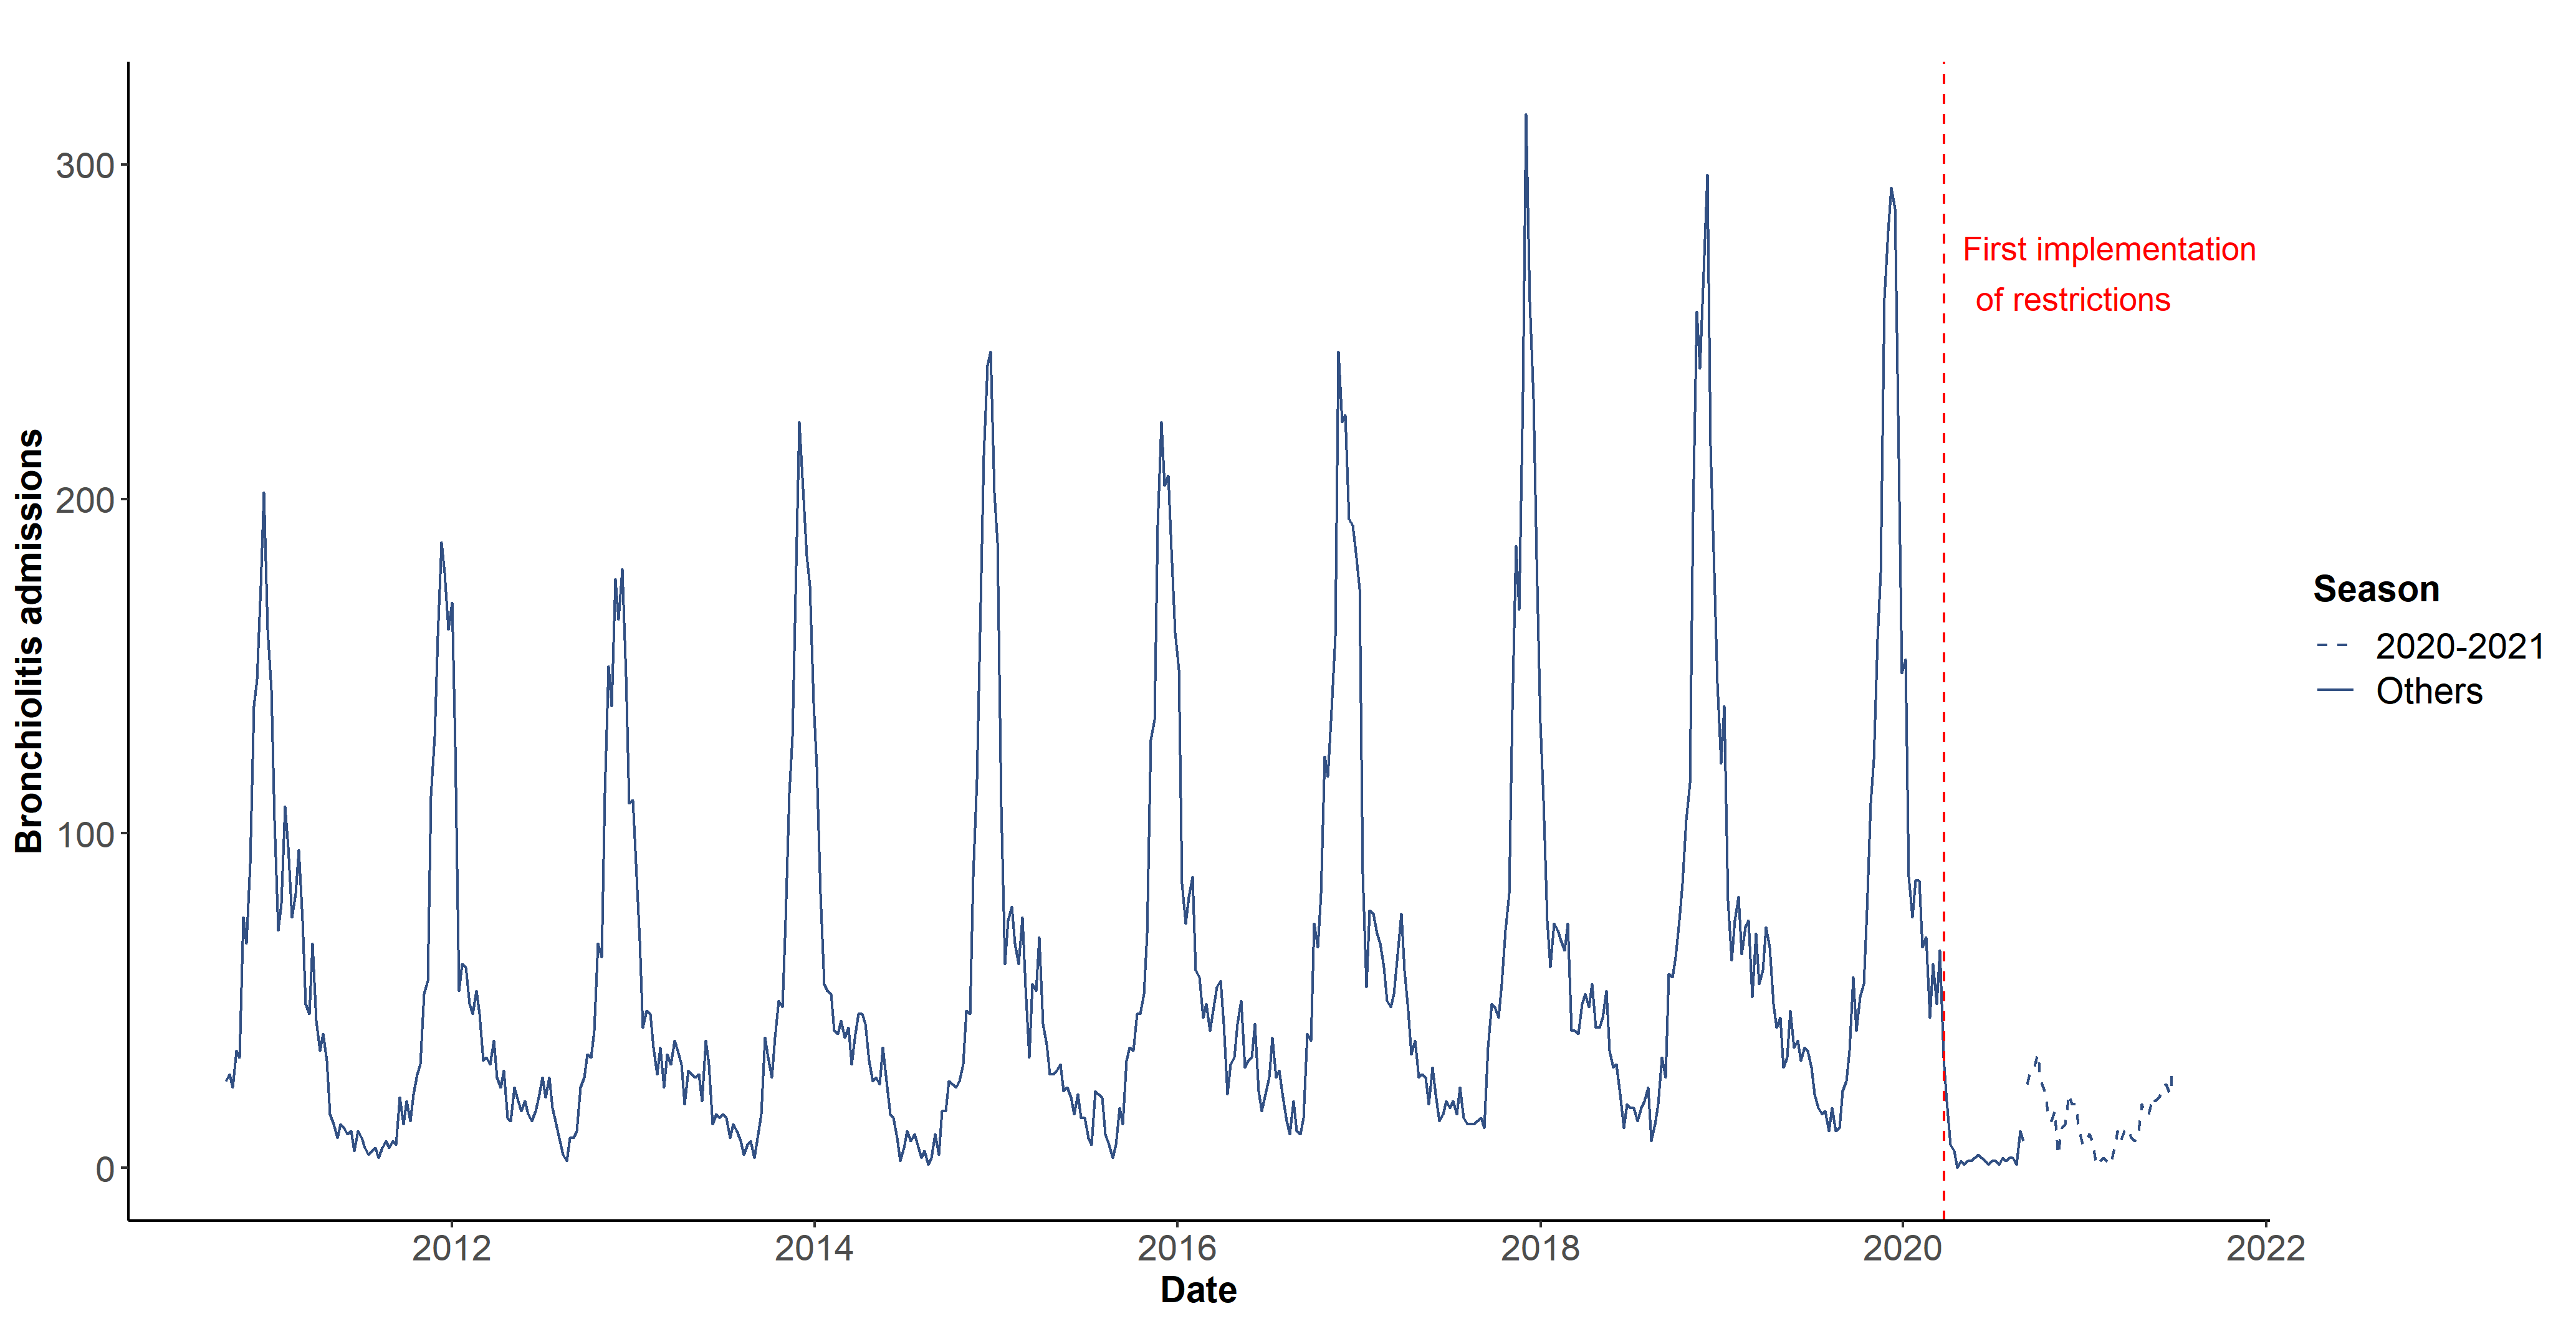 300
200
100
0
Bronchiolitis admissions
First implementation
of restrictions
Season
2020-2021
Others
2012
2014
2016
2018
2020
2022
Date